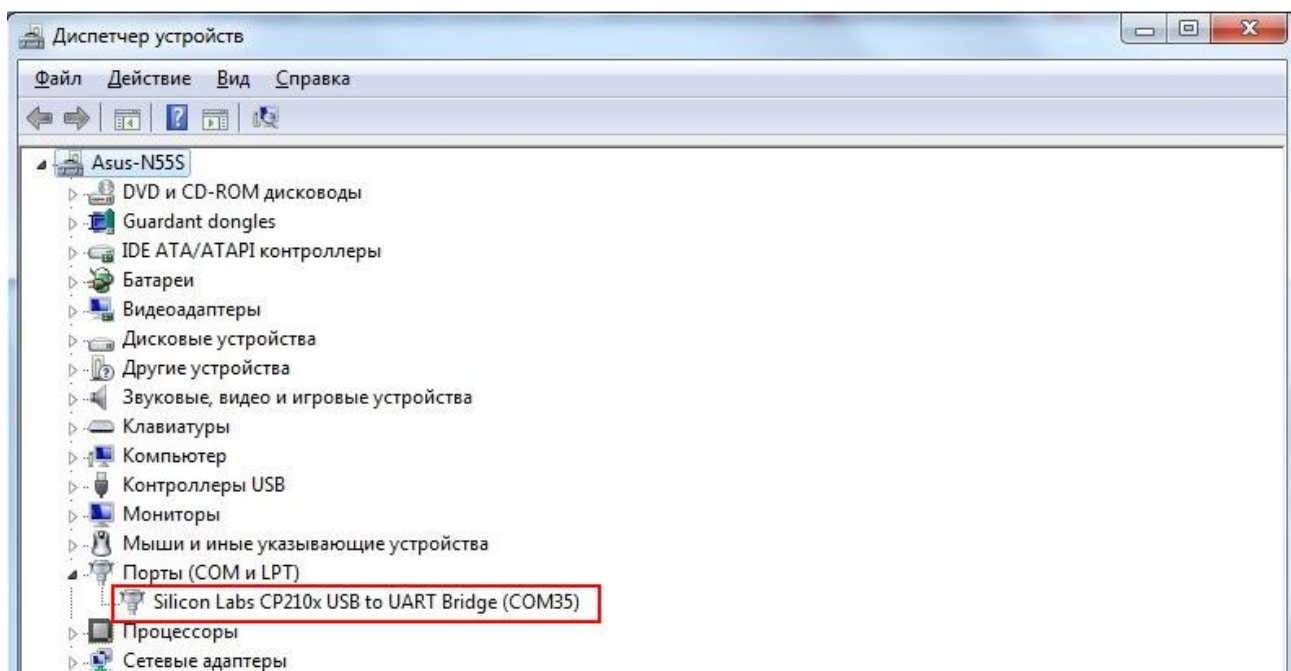 Диспетчер устройств
Файл Действие Вид Справка
Asus-N55S
DVD и CD-ROM дисководы
Guardant dongles
IDE ATA/ATAPI контроллеры
Батареи
Видеоадаптеры
Дисковые устройства
Другие устройства
Звуковые, видео и игровые устройства
Клавиатуры
Компьютер
Контроллеры USB
Мониторы
Мыши и иные указывающие устройства
Порты (COM и LPT)
Silicon Labs CP210x USB to UART Bridge (COM35)
Процессоры
Сетевые адаптеры